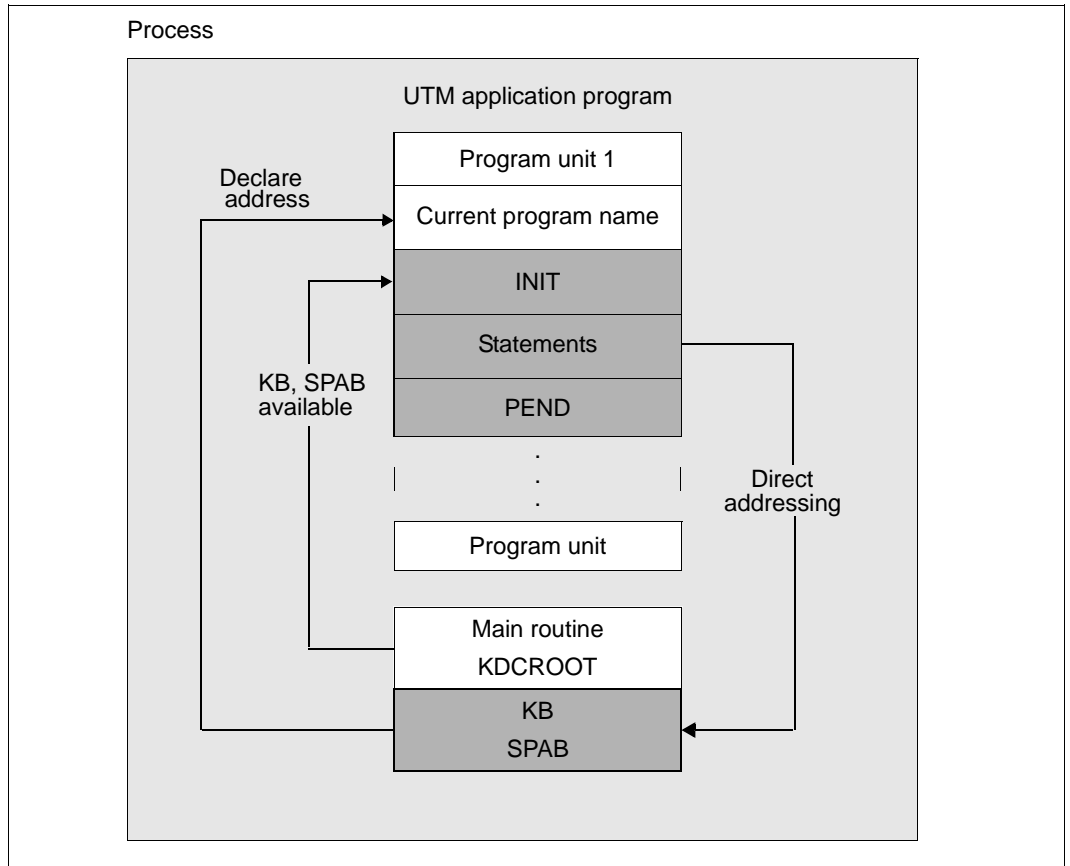 Process
UTM application program
Program unit 1
Declare
address
Current program name
INIT
Statements
KB, SPAB
available
PEND
.
.
.
Direct
addressing
Program unit
Main routine
KDCROOT
KB
SPAB